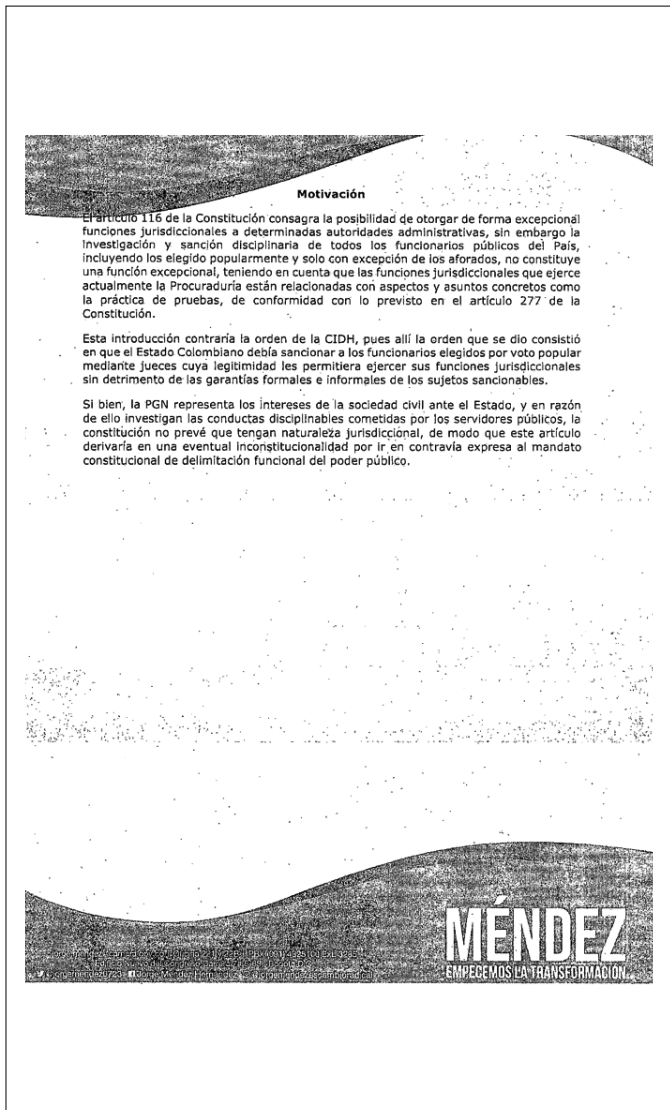 Motivación
El artículo 116 de la Constitución consagra la posibilidad de otorgar de forma excepcional
funciones jurisdiccionales a determinadas autoridades administrativas, sin embargo la
investigación y sanción disciplinaria de todos los funcionarios públicos del País,
incluyendo los elegido popularmente y solo con excepción de los aforados, no constituye
una función excepcional, teniendo en cuenta que las funciones jurisdiccionales que ejerce
actualmente la Procuraduría están relacionadas con aspectos y asuntos concretos como
la práctica de pruebas, de conformidad con lo previsto en el artículo 277 de la
Constitución.
Esta introducción contraría la orden de la CIDH, pues allí la orden que se dio consistió
en que el Estado Colombiano debía sancionar a los funcionarios elegidos por voto popular
mediante jueces cuya legitimidad les permitiera ejercer sus funciones jurisdiccionales
sin detrimento de las garantías formales e informales de los sujetos sancionables.
Si bien, la PGN representa los intereses de la sociedad civil ante el Estado, y en razón
de ello investigan las conductas disciplinables cometidas por los servidores públicos, la
constitución no prevé que tengan naturaleza jurisdiccional, de modo que este artículo
derivaría en una eventual inconstitucionalidad por ir en contravía expresa al mandato
constitucional de delimitación funcional del poder público.
MÉNDEZ
EMPECEMOS LA TRANSFORMACIÓN
Jorge Méndez Hernández